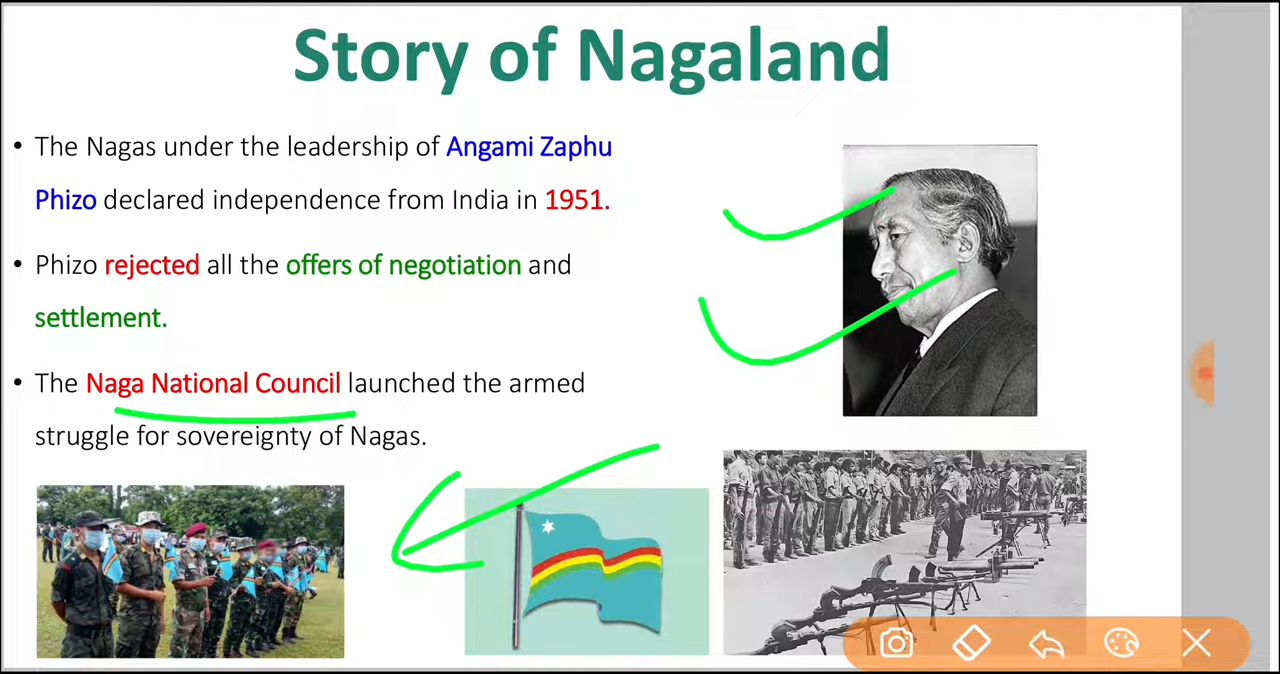 Story of Nagaland
• The Nagas under the leadership of Angami Zaphu
Phizo declared independence from India in 1951.
• Phizo rejected all the offers of negotiation and
settlement.
• The Naga National Council launched the armed
struggle for sovereignty of Nagas.